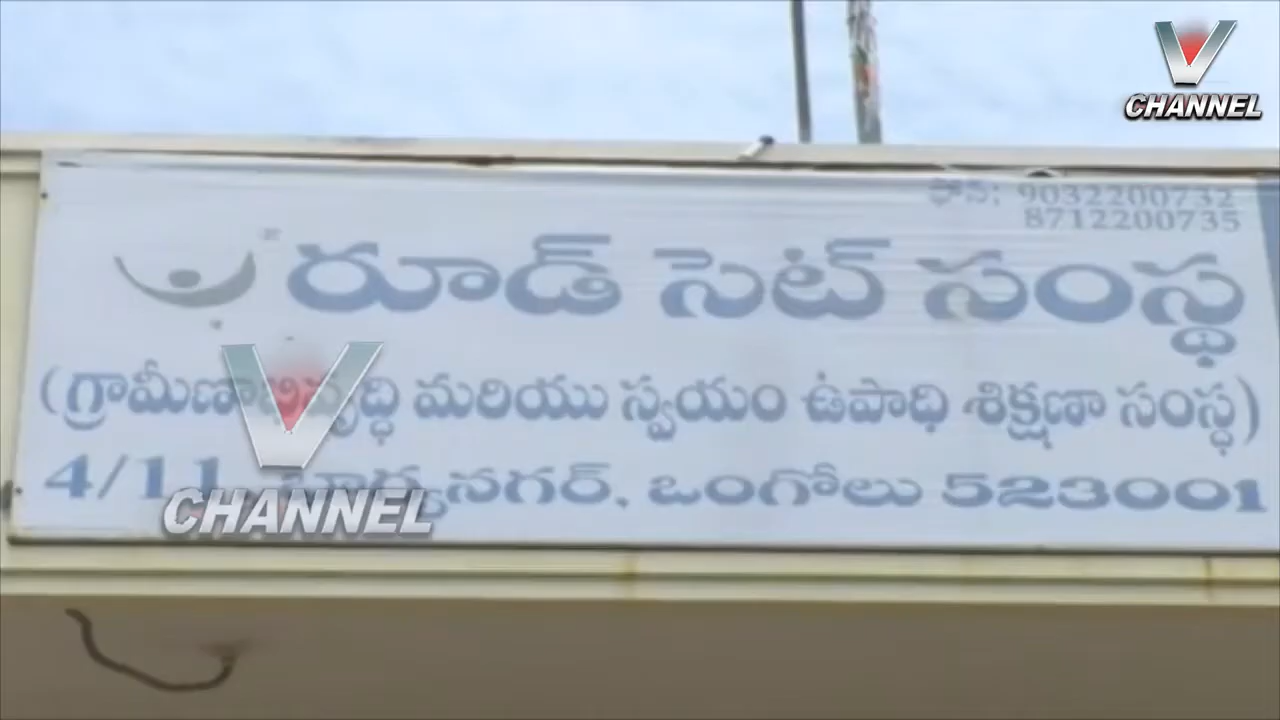 V
CHANNEL
ఫోన్: 9032200732
8712200735
రూడ్ సెట్ సంస్థ
(గ్రామీణాభివృద్ధి మరియు స్వయం ఉపాధి శిక్షణా సంస్థ)
4/11 నగర్, ఒంగోలు 523001
V
CHANNEL